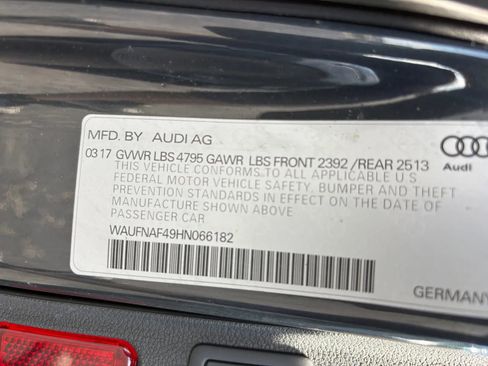 MFD. BY AUDI AG
03 17 GVWR LBS 4795 GAWR LBS FRONT 2392 /REAR 2513
THIS VEHICLE CONFORMS TO ALL APPLICABLE U.S.
FEDERAL MOTOR VEHICLE SAFETY, BUMPER AND THEFT
PREVENTION STANDARDS IN EFFECT ON THE DATE OF
MANUFACTURE SHOWN ABOVE
PASSENGER CAR
WAUFNAF49HN066182
Audi
GERMANY